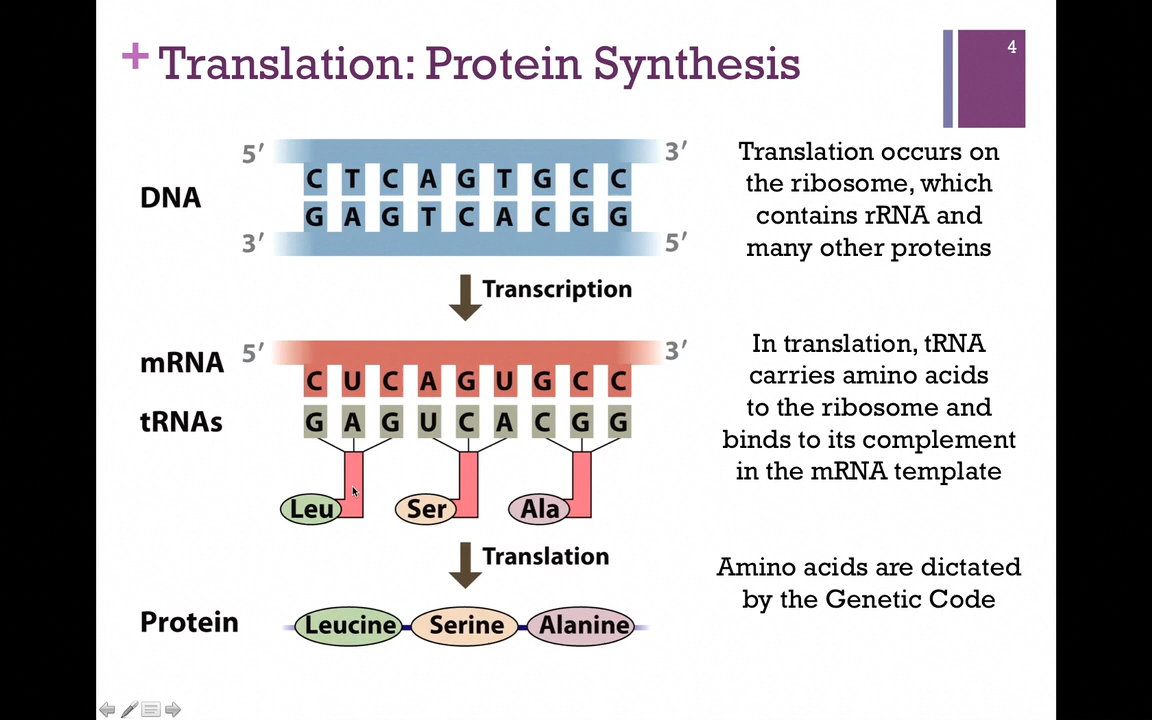 + Translation: Protein Synthesis
4
5′ 3′
DNA
C T C A G T G C C
G A G T C A C G G
3′ 5′
Transcription
mRNA 5′ 3′
C U C A G U G C C
tRNAs G A G U C A C G G
Leu Ser Ala
Translation
Protein Leucine Serine Alanine
Translation occurs on
the ribosome, which
contains rRNA and
many other proteins
In translation, tRNA
carries amino acids
to the ribosome and
binds to its complement
in the mRNA template
Amino acids are dictated
by the Genetic Code